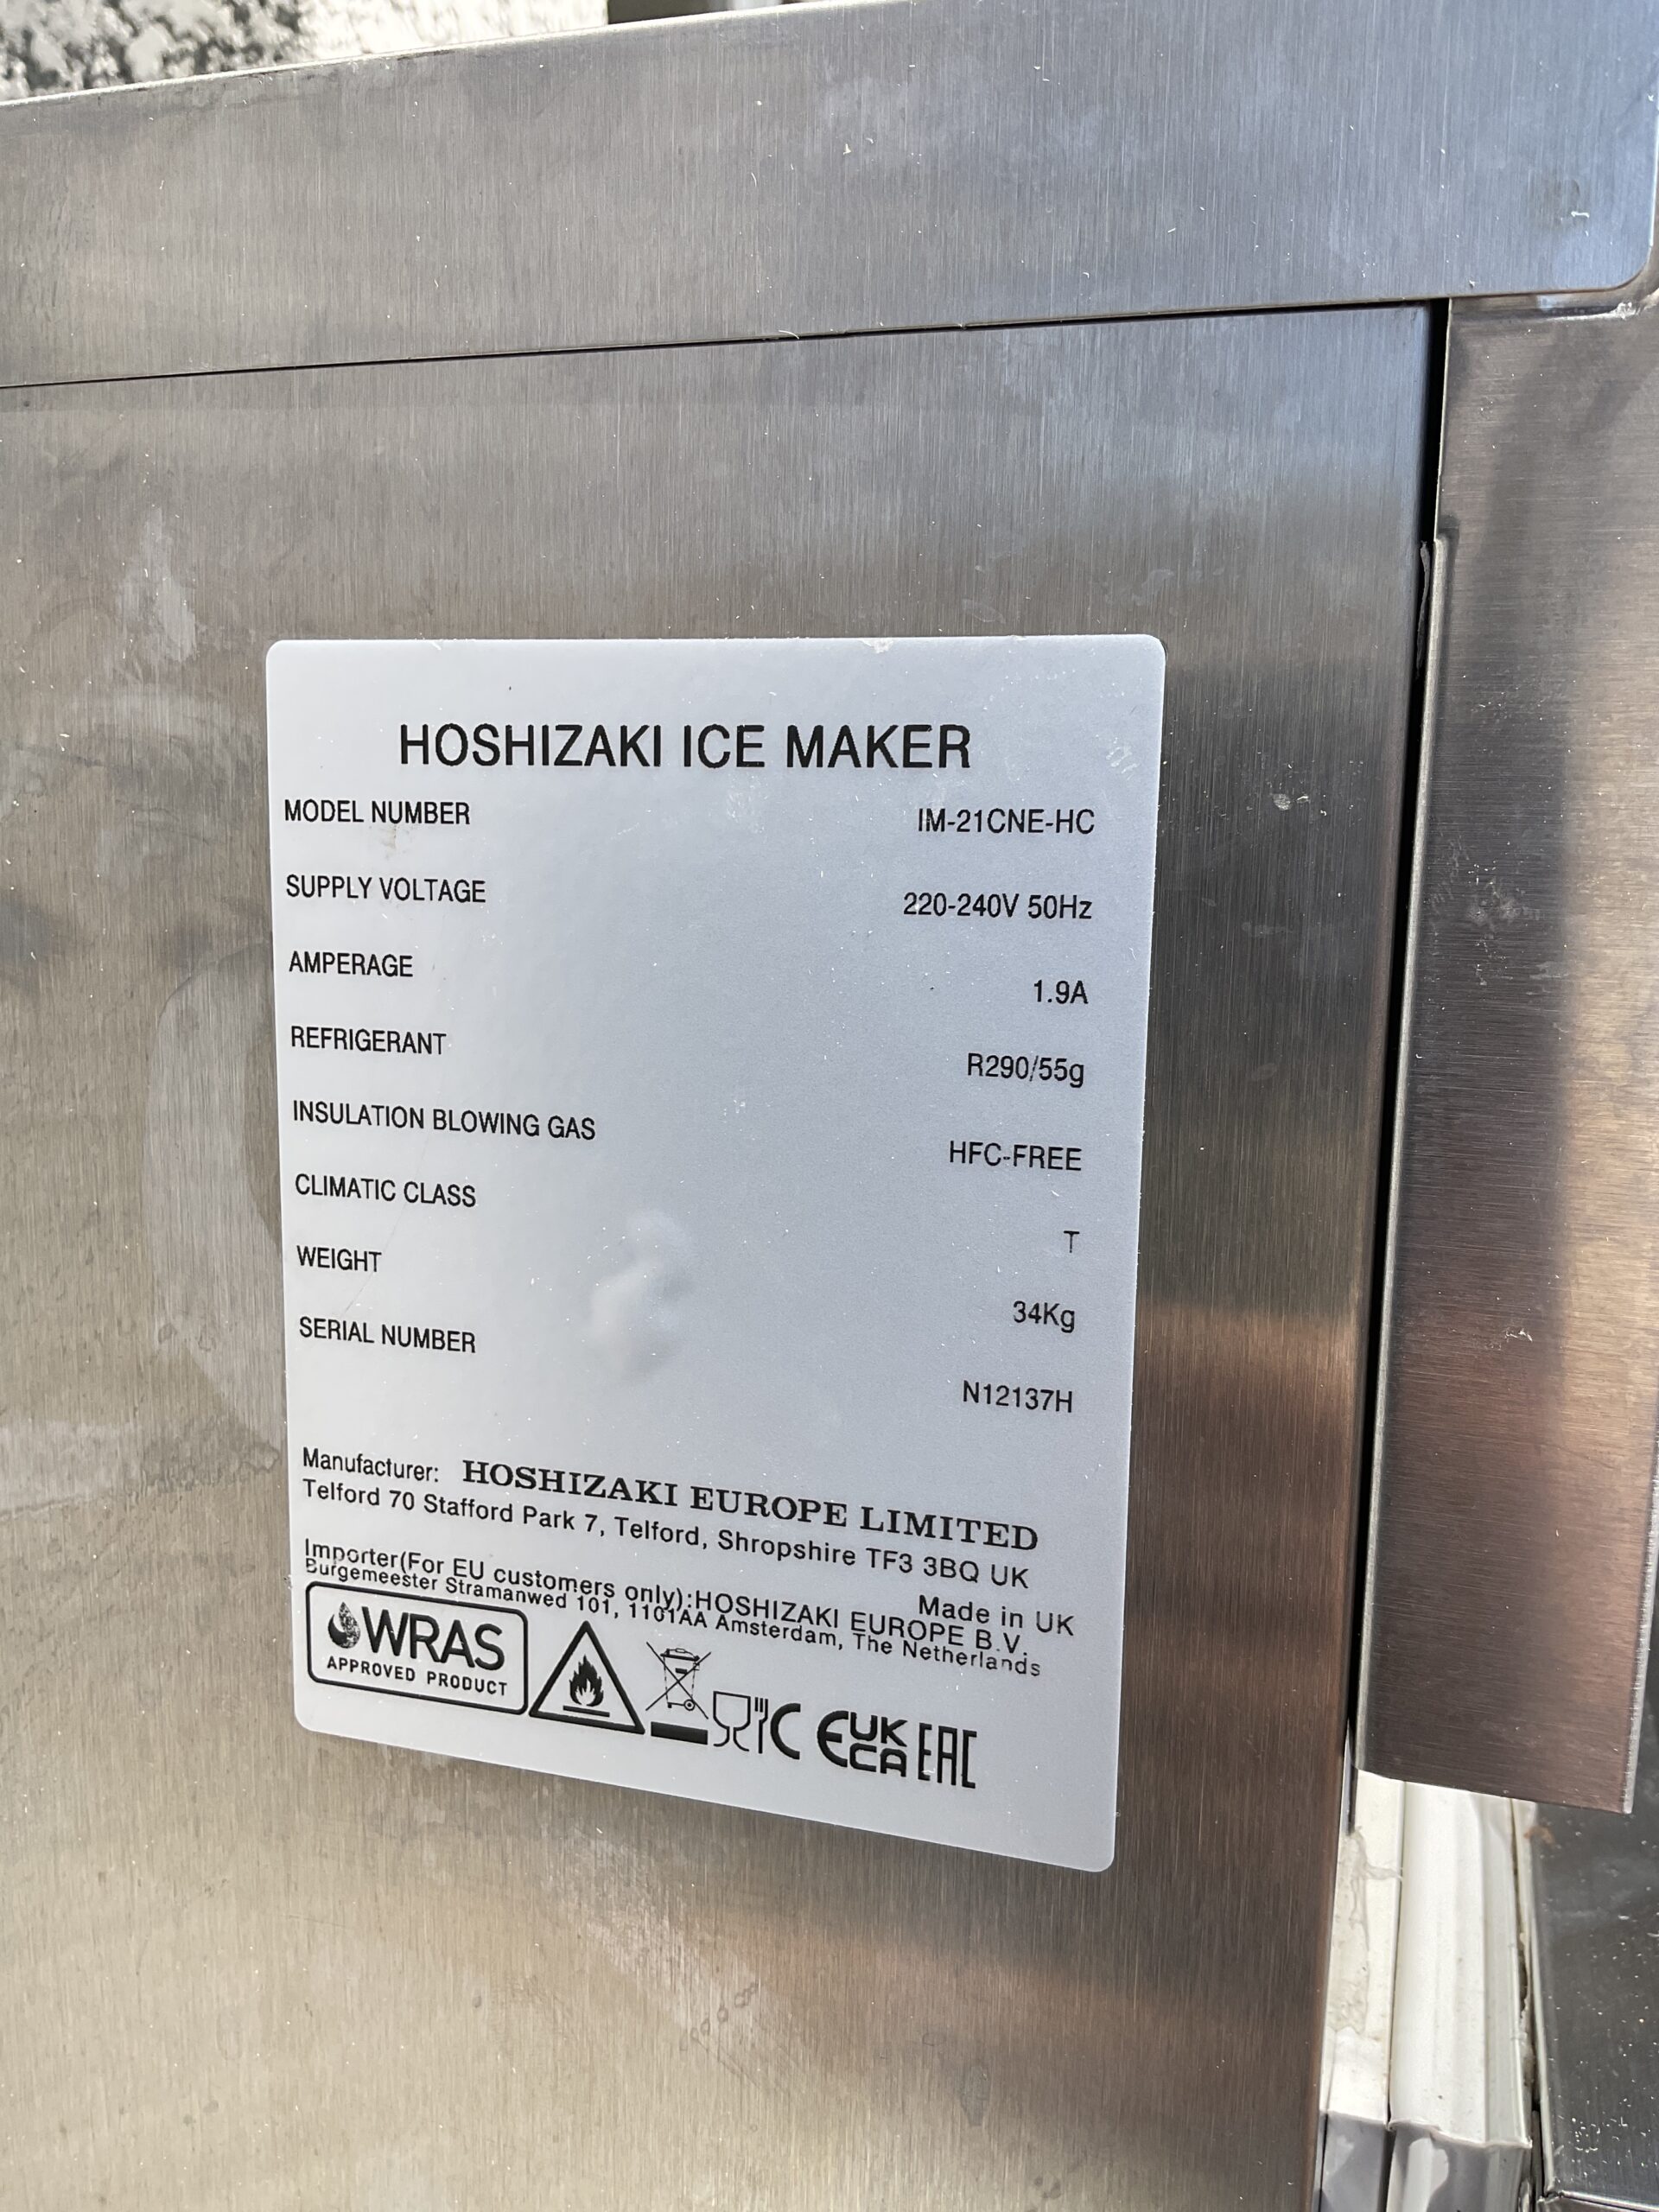 HOSHIZAKI ICE MAKER
MODEL NUMBER IM-21CNE-HC
SUPPLY VOLTAGE 220-240V 50Hz
AMPERAGE 1.9A
REFRIGERANT R290/55g
INSULATION BLOWING GAS HFC-FREE
CLIMATIC CLASS T
WEIGHT 34Kg
SERIAL NUMBER N12137H
Manufacturer: HOSHIZAKI EUROPE LIMITED
Telford 70 Stafford Park 7, Telford, Shropshire TF3 3BQ UK
Made in UK
Importer(For EU customers only):HOSHIZAKI EUROPE B.V.
Burgemeester Stramanwed 101, 1101AA Amsterdam, The Netherlands
WRAS
APPROVED PRODUCT
CE UK
CA EAC